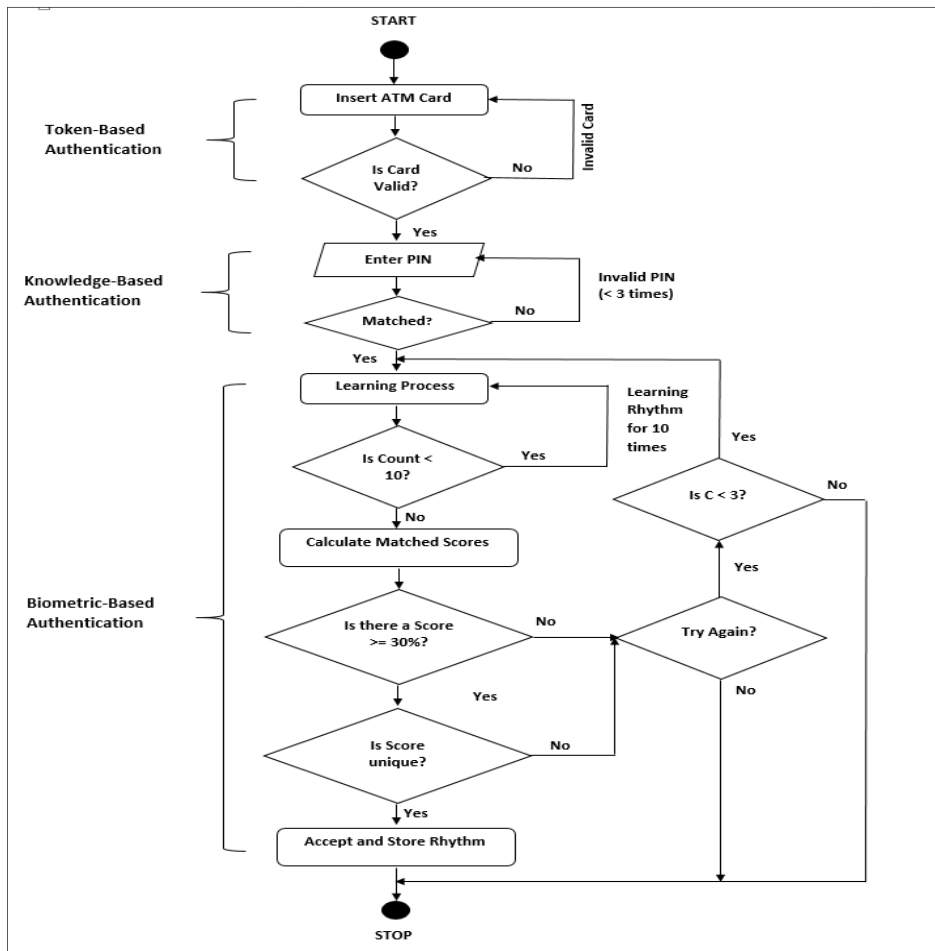 START
Insert ATM Card
Token-Based
Authentication
Invalid Card
Is Card
Valid?
No
Yes
Enter PIN
Knowledge-Based
Authentication
Invalid PIN
(< 3 times)
No
Matched?
Yes
Learning Process
Learning
Rhythm
for 10
times
Is Count <
10?
Yes
Yes
Is C < 3?
No
No
Calculate Matched Scores
Yes
Biometric-Based
Authentication
Is there a Score
>= 30%?
No
Try Again?
Yes
No
Is Score
unique?
No
Yes
Accept and Store Rhythm
STOP